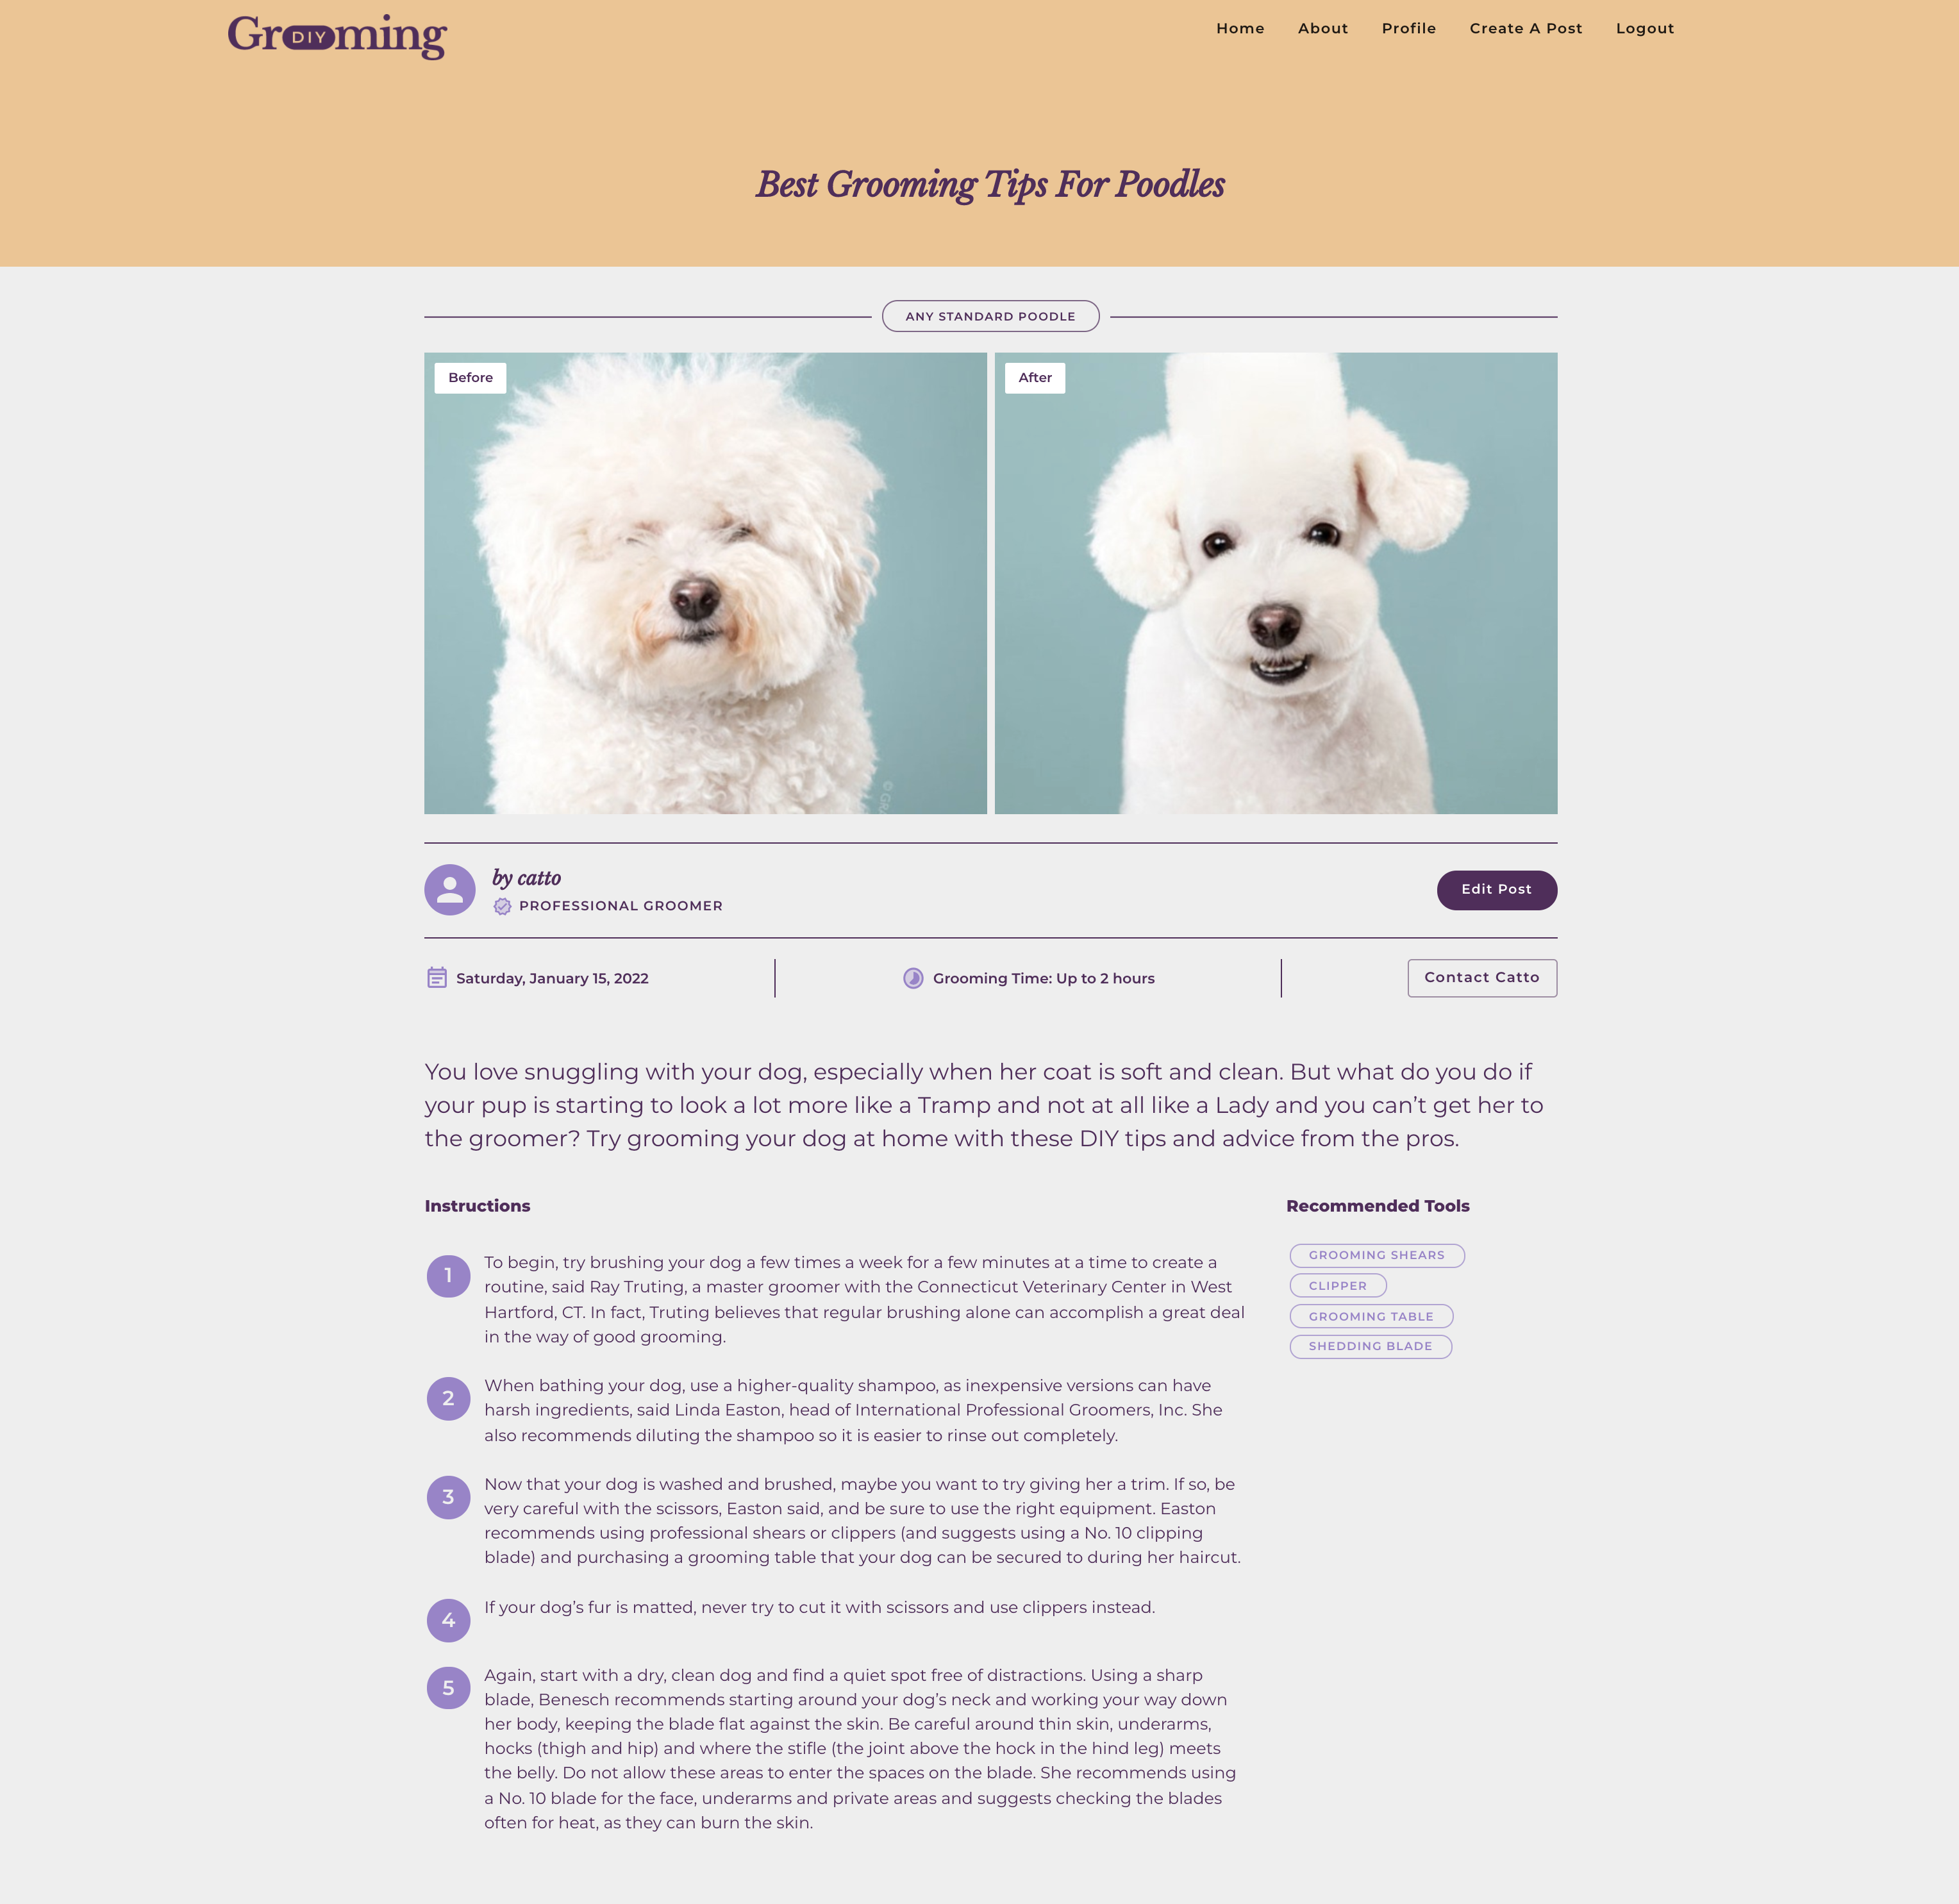 Grooming
DIY
Home About Profile Create A Post Logout
Best Grooming Tips For Poodles
ANY STANDARD POODLE
Before
After
by catto
PROFESSIONAL GROOMER
Edit Post
Saturday, January 15, 2022
Grooming Time: Up to 2 hours
Contact Catto
You love snuggling with your dog, especially when her coat is soft and clean. But what do you do if
your pup is starting to look a lot more like a Tramp and not at all like a Lady and you can’t get her to
the groomer? Try grooming your dog at home with these DIY tips and advice from the pros.
Instructions
1
To begin, try brushing your dog a few times a week for a few minutes at a time to create a
routine, said Ray Truting, a master groomer with the Connecticut Veterinary Center in West
Hartford, CT. In fact, Truting believes that regular brushing alone can accomplish a great deal
in the way of good grooming.
2
When bathing your dog, use a higher-quality shampoo, as inexpensive versions can have
harsh ingredients, said Linda Easton, head of International Professional Groomers, Inc. She
also recommends diluting the shampoo so it is easier to rinse out completely.
3
Now that your dog is washed and brushed, maybe you want to try giving her a trim. If so, be
very careful with the scissors, Easton said, and be sure to use the right equipment. Easton
recommends using professional shears or clippers (and suggests using a No. 10 clipping
blade) and purchasing a grooming table that your dog can be secured to during her haircut.
4
If your dog’s fur is matted, never try to cut it with scissors and use clippers instead.
5
Again, start with a dry, clean dog and find a quiet spot free of distractions. Using a sharp
blade, Benesch recommends starting around your dog’s neck and working your way down
her body, keeping the blade flat against the skin. Be careful around thin skin, underarms,
hocks (thigh and hip) and where the stifle (the joint above the hock in the hind leg) meets
the belly. Do not allow these areas to enter the spaces on the blade. She recommends using
a No. 10 blade for the face, underarms and private areas and suggests checking the blades
often for heat, as they can burn the skin.
Recommended Tools
GROOMING SHEARS
CLIPPER
GROOMING TABLE
SHEDDING BLADE